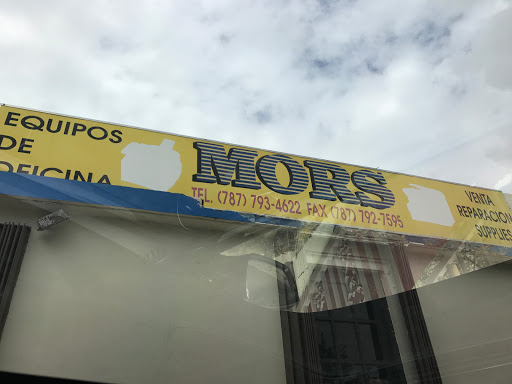 EQUIPOS
DE
OFICINA
MORS
TEL. (787) 793-4622 FAX (787) 792-7595
VENTA
REPARACION
SUPPLIES